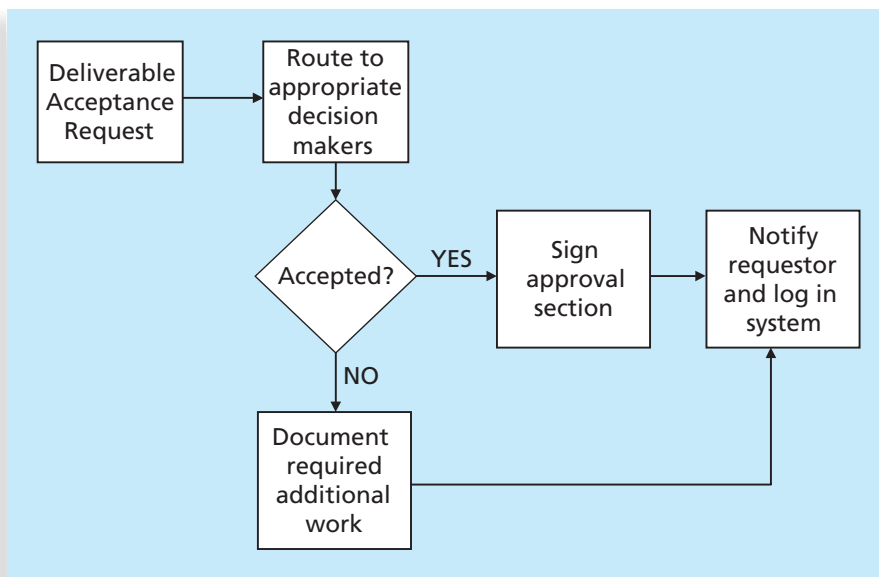 Deliverable
Acceptance
Request
Route to
appropriate
decision
makers
Accepted?
YES
Sign
approval
section
Notify
requestor
and log in
system
NO
Document
required
additional
work